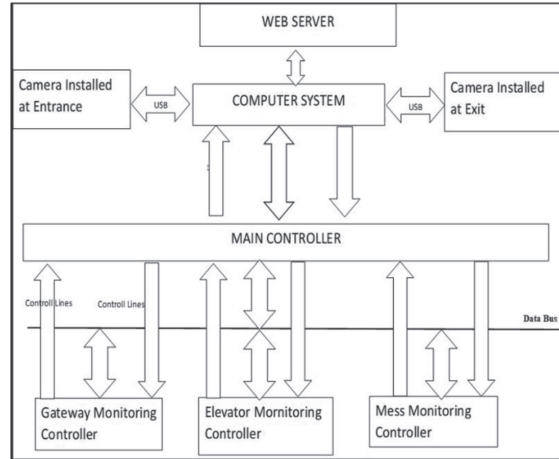 WEB SERVER
Camera Installed
at Entrance
USB
COMPUTER SYSTEM
USB
Camera Installed
at Exit
MAIN CONTROLLER
Controll Lines
Controll Lines
Data Bus
Gateway Monitoring
Controller
Elevator Mornitoring
Controller
Mess Monitoring
Controller